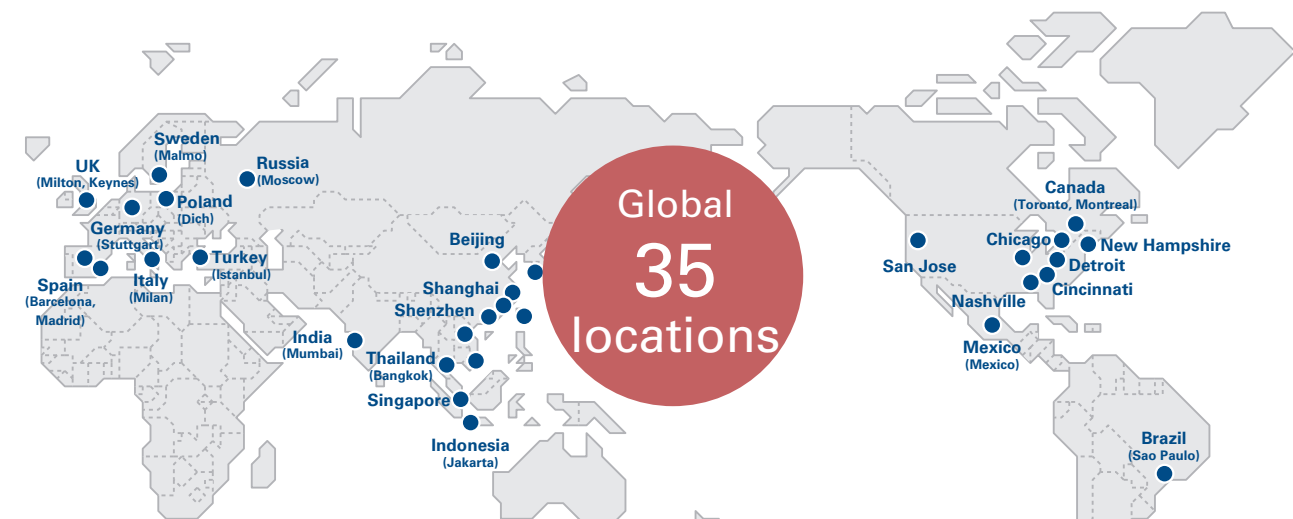 Sweden
(Malmo)
UK
(Milton, Keynes)
Russia
(Moscow)
Poland
(Dich)
Germany
(Stuttgart)
Turkey
(Istanbul)
Spain
(Barcelona,
Madrid)
Italy
(Milan)
Beijing
Shanghai
Shenzhen
India
(Mumbai)
Thailand
(Bangkok)
Singapore
Indonesia
(Jakarta)
Global
35
locations
Canada
(Toronto, Montreal)
Chicago
New Hampshire
San Jose
Detroit
Cincinnati
Nashville
Mexico
(Mexico)
Brazil
(Sao Paulo)